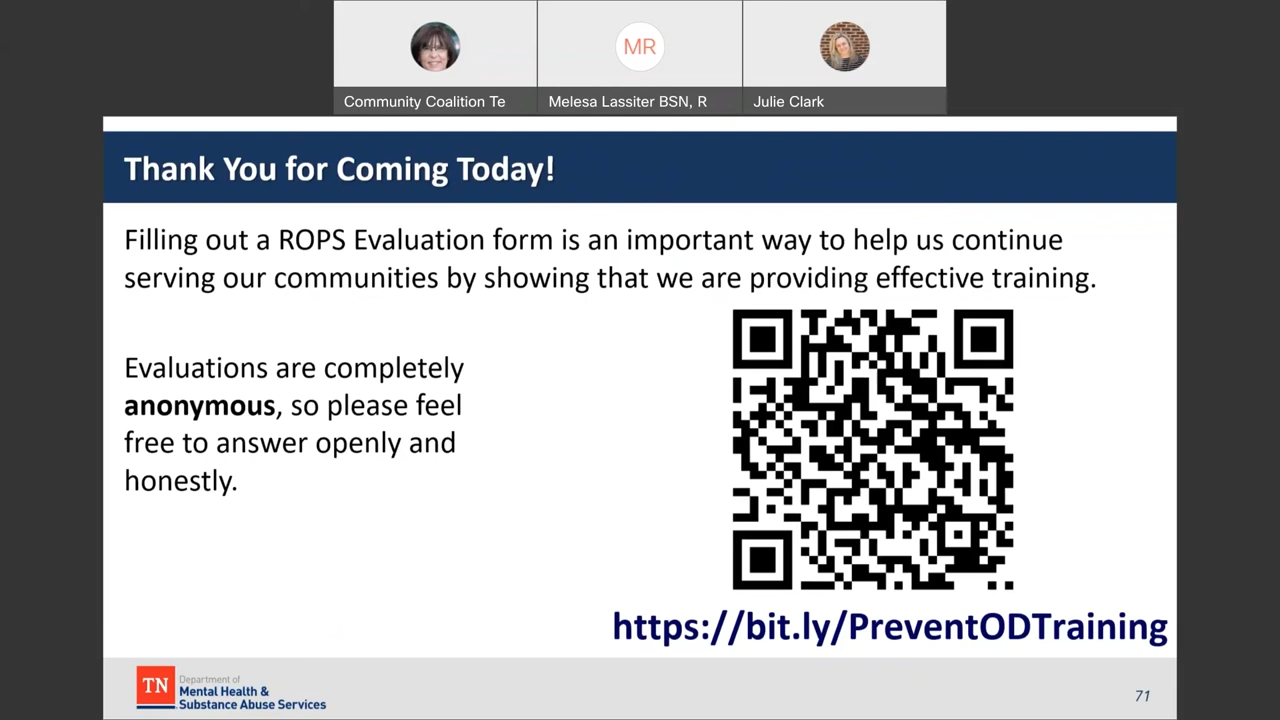 MR
Community Coalition Te
Melesa Lassiter BSN, R
Julie Clark
Thank You for Coming Today!
Filling out a ROPS Evaluation form is an important way to help us continue
serving our communities by showing that we are providing effective training.
Evaluations are completely
anonymous, so please feel
free to answer openly and
honestly.
https://bit.ly/PreventODTraining
TN
Department of
Mental Health &
Substance Abuse Services
71